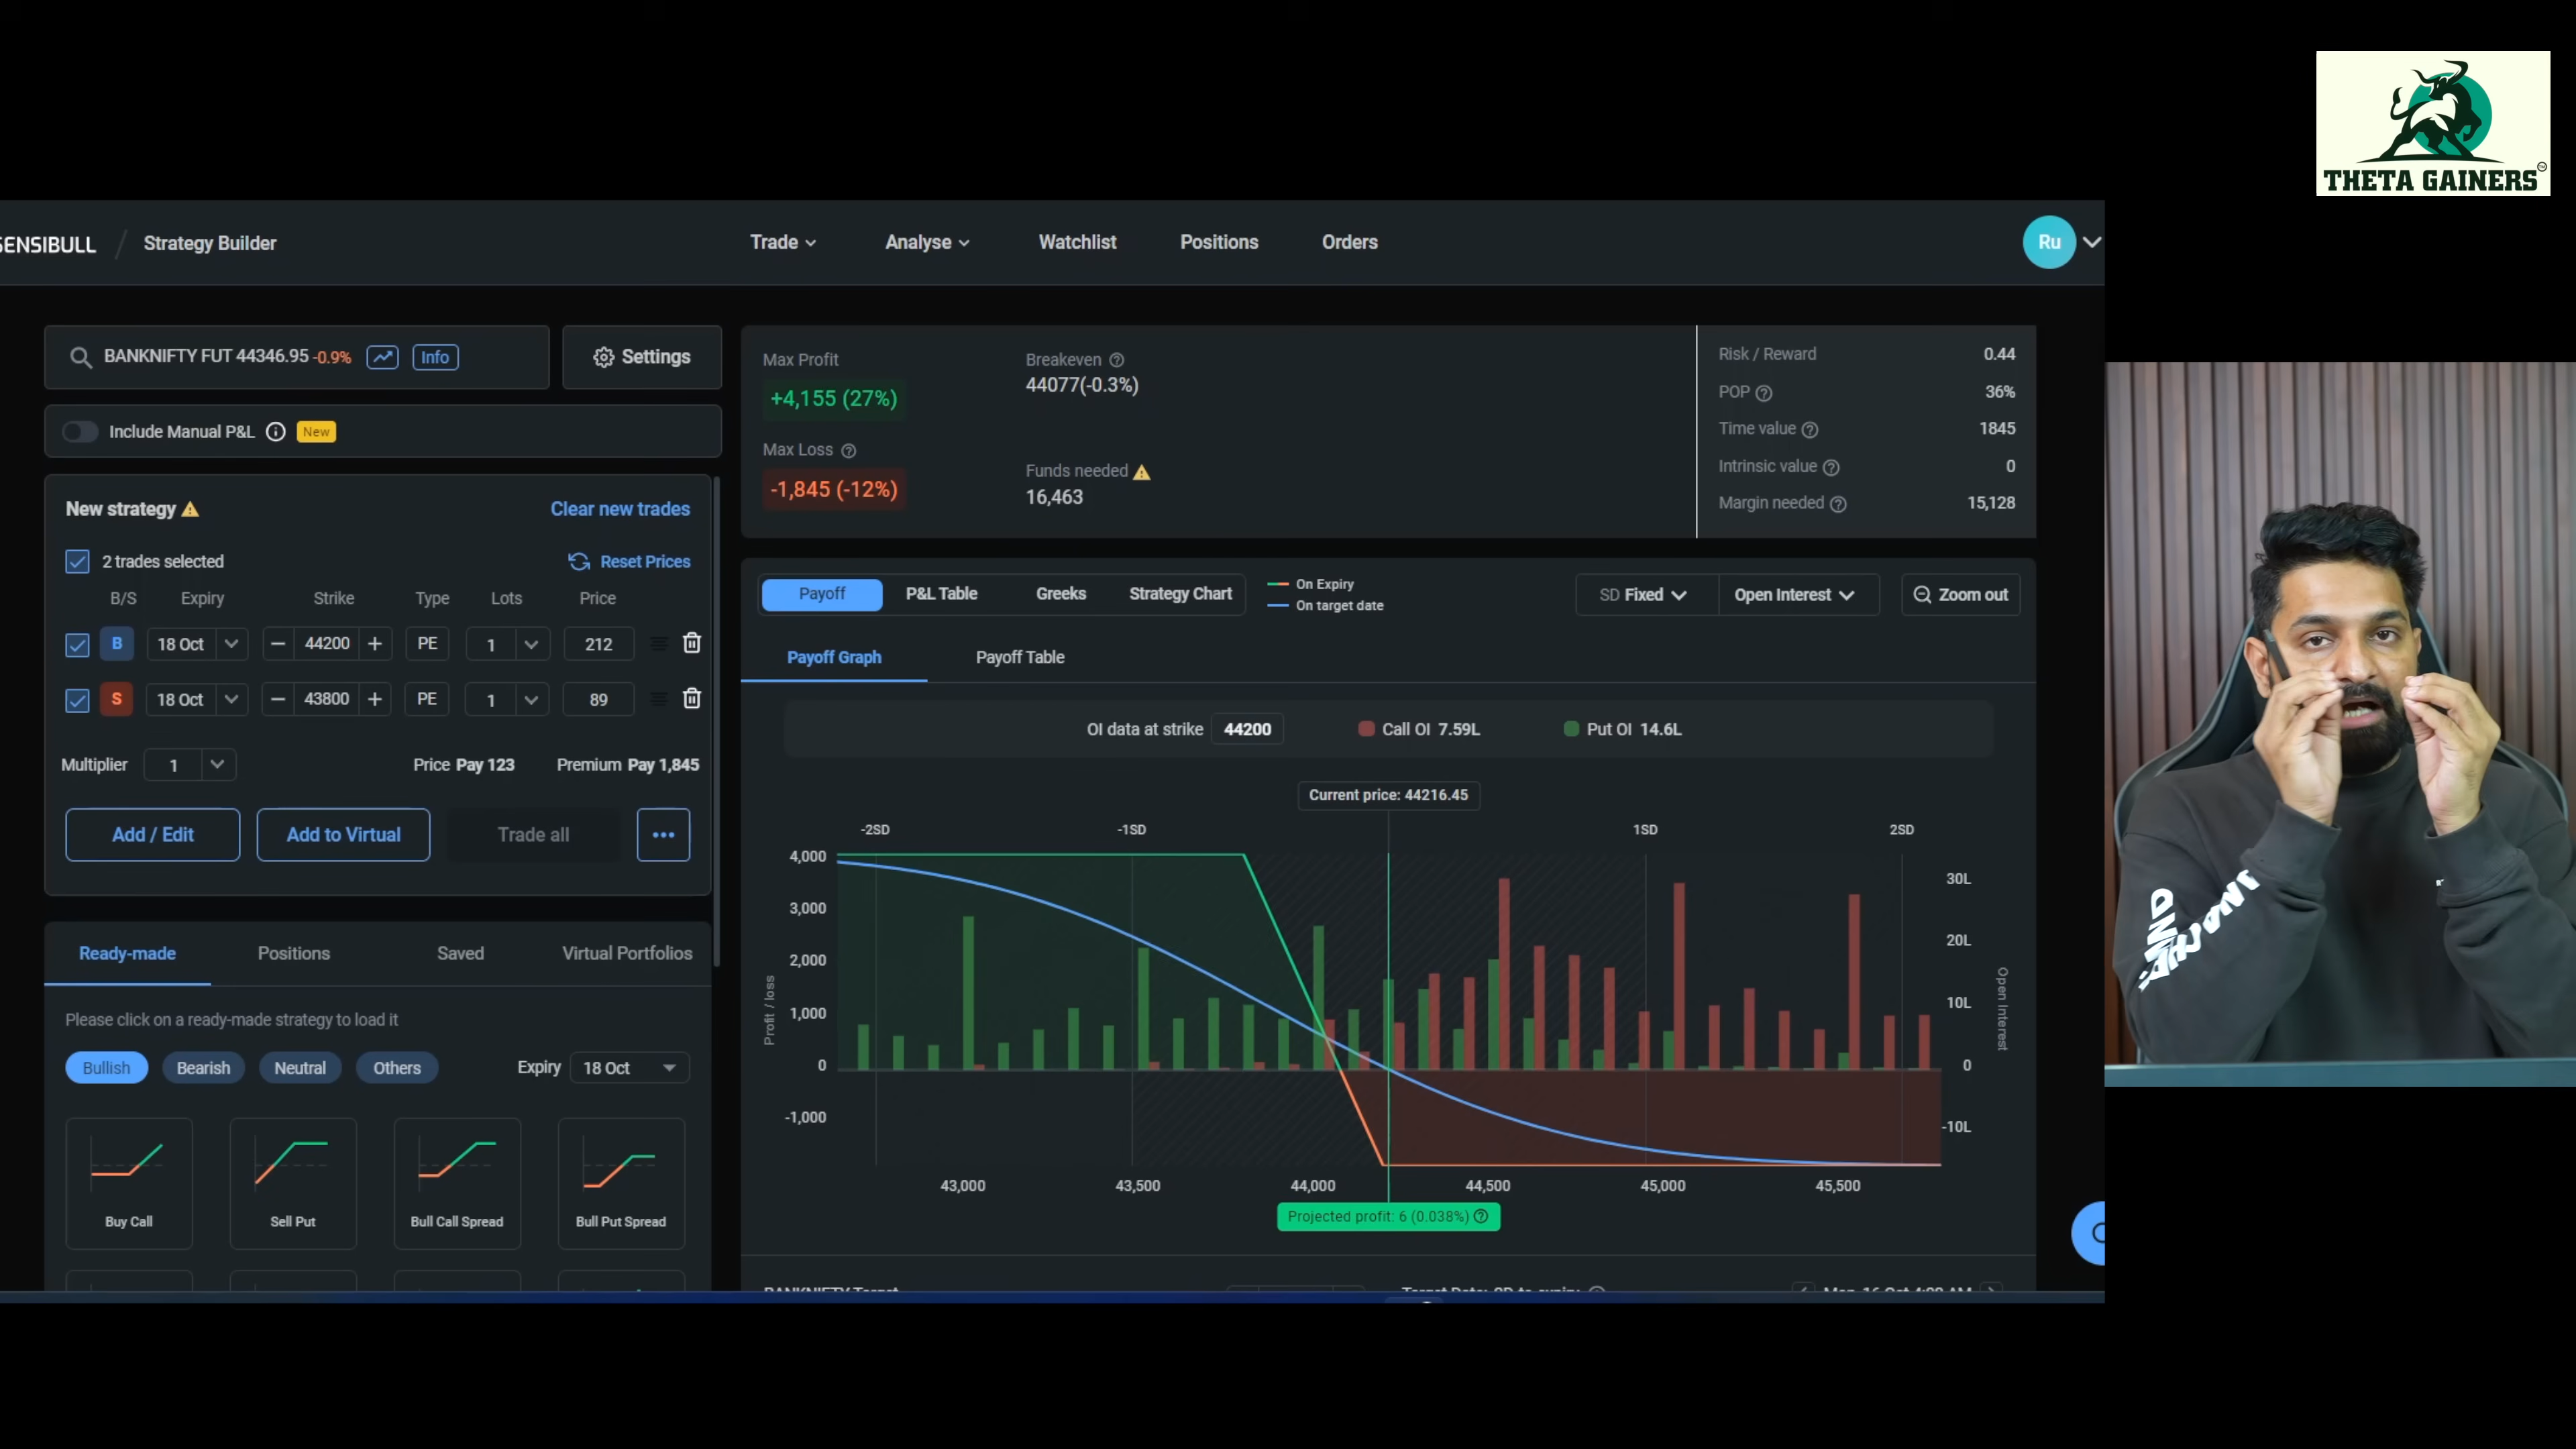 THETA GAINERS
SENSIBULL / Strategy Builder
Trade
Analyse
Watchlist
Positions
Orders
Ru
BANKNIFTY FUT 44346.95 -0.9%
Info
Settings
Include Manual P&L
New
New strategy
Clear new trades
2 trades selected
Reset Prices
B/S Expiry Strike Type Lots Price
B 18 Oct − 44200 + PE 1 212
S 18 Oct − 43800 + PE 1 89
Multiplier 1 Price Pay 123 Premium Pay 1,845
Add / Edit
Add to Virtual
Trade all
Ready-made
Positions
Saved
Virtual Portfolios
Please click on a ready-made strategy to load it
Bullish
Bearish
Neutral
Others
Expiry 18 Oct
Buy Call
Sell Put
Bull Call Spread
Bull Put Spread
Max Profit
+4,155 (27%)
Max Loss
-1,845 (-12%)
Breakeven
44077(-0.3%)
Funds needed
16,463
Risk / Reward 0.44
POP 36%
Time value 1845
Intrinsic value 0
Margin needed 15,128
Payoff
P&L Table
Greeks
Strategy Chart
On Expiry
On target date
SD Fixed
Open Interest
Zoom out
Payoff Graph
Payoff Table
OI data at strike 44200 Call OI 7.59L Put OI 14.6L
Current price: 44216.45
-2SD -1SD 1SD 2SD
4,000
3,000
2,000
1,000
0
-1,000
Profit / loss
30L
20L
10L
0
-10L
Open Interest
43,000 43,500 44,000 44,500 45,000 45,500
Projected profit: 6 (0.038%)
BANKNIFTY Target